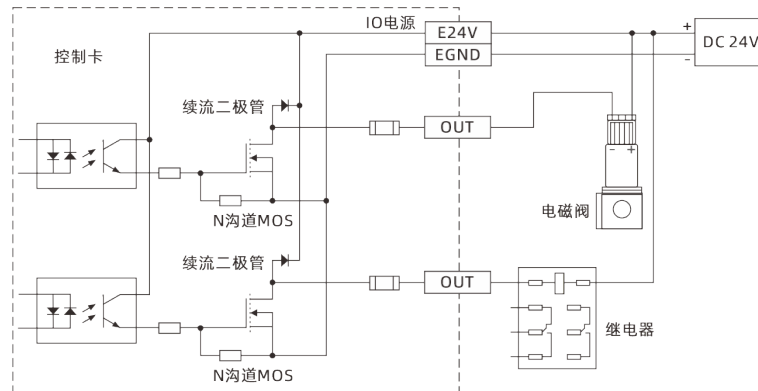 IO电源
E24V
EGND
+
DC 24V
-
控制卡
续流二极管
OUT
- +
N沟道MOS
电磁阀
续流二极管
OUT
继电器
N沟道MOS